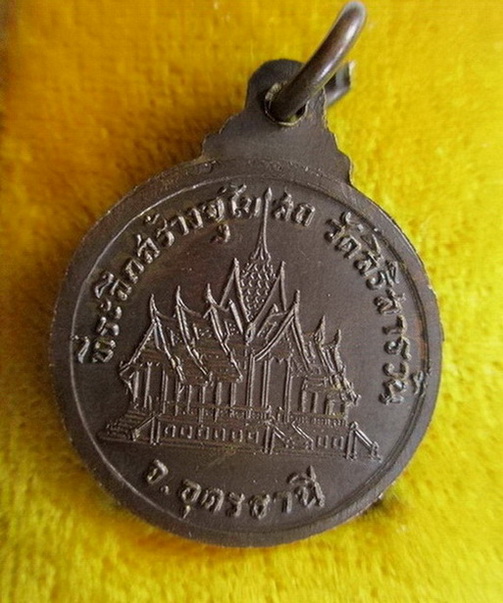 ที่ระลึกสร้างอุโบสถ วัดสิริสาลวัน
จ.อุดรธานี